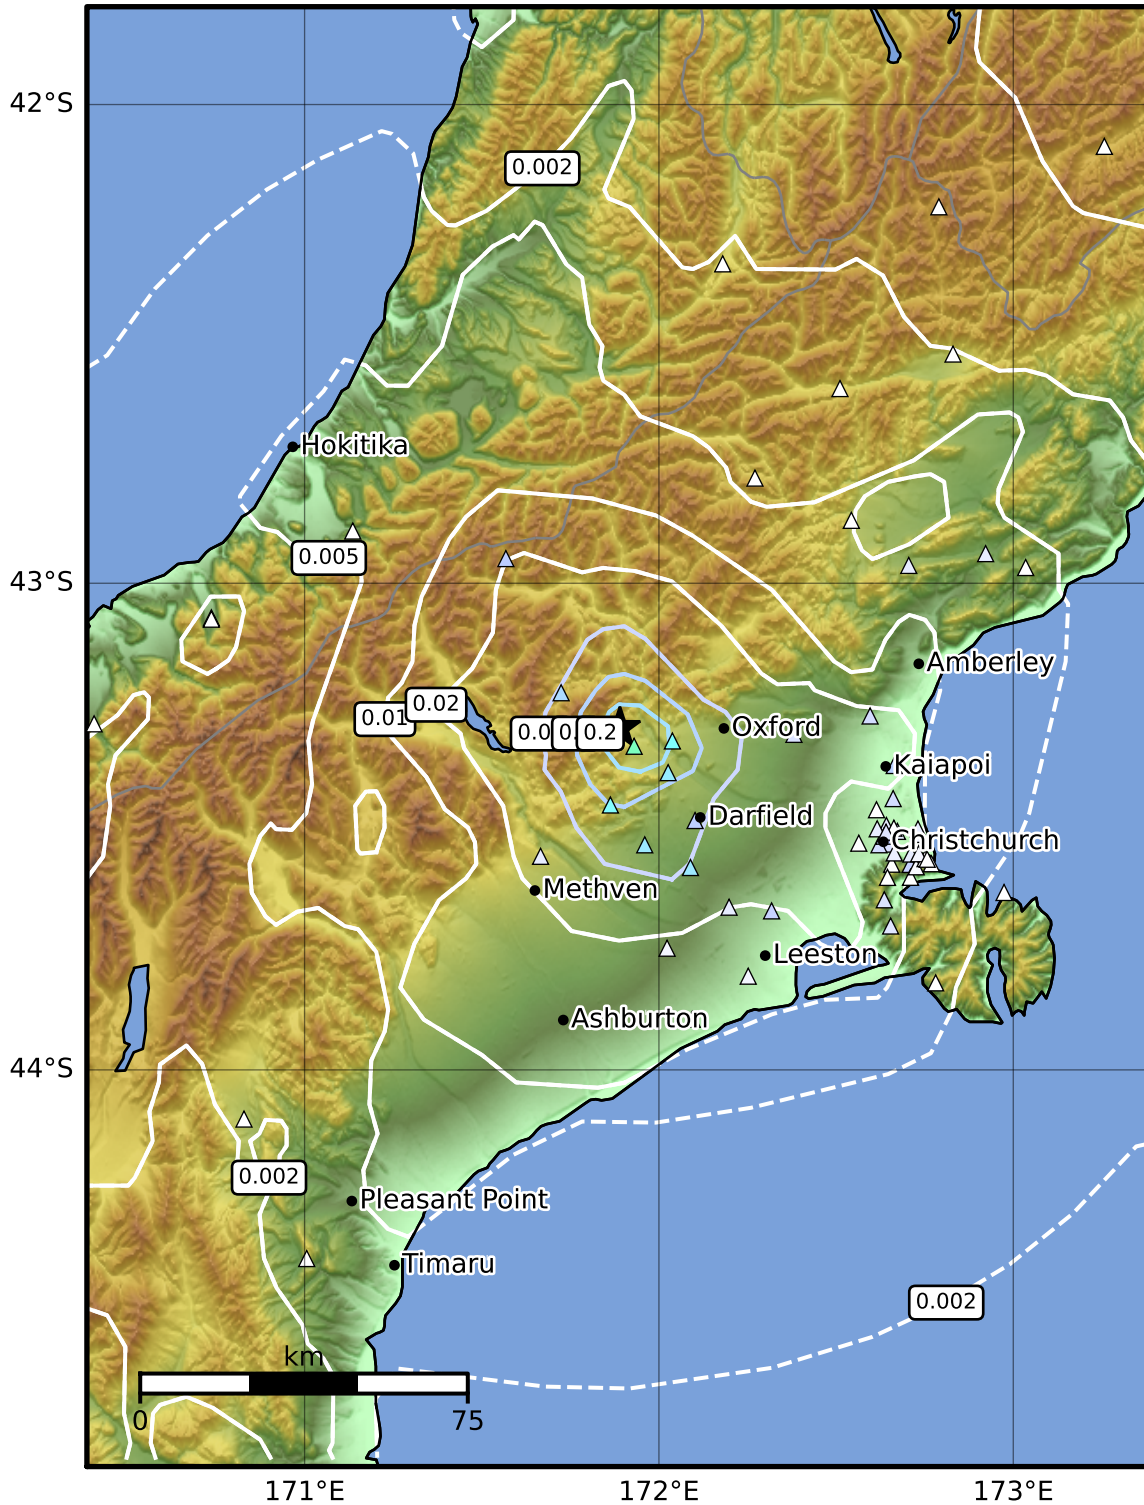 42°S
0.002
Hokitika
0.005
43°S
Amberley
0.02
0.01
0.2
Oxford
Kaiapoi
Darfield
Christchurch
Methven
Leeston
Ashburton
44°S
0.002
Pleasant Point
Timaru
0.002
km
0
75
171°E
172°E
173°E